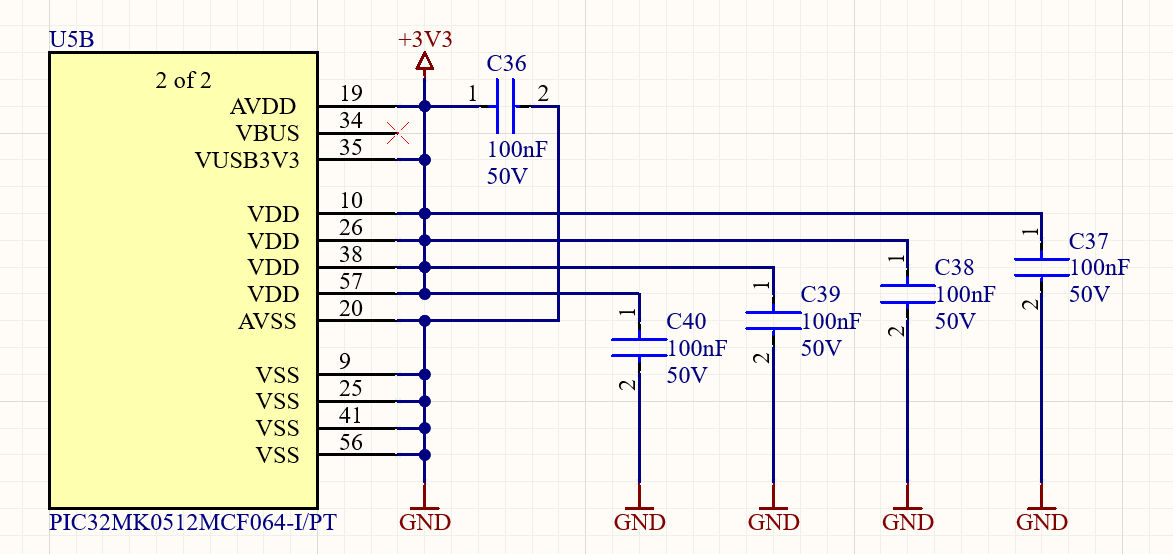 U5B
+3V3
2 of 2
C36
AVDD 19
1 2
VBUS 34
VUSB3V3 35
100nF
50V
VDD 10
VDD 26
VDD 38
VDD 57
AVSS 20
VSS 9
VSS 25
VSS 41
VSS 56
1
2
C40
100nF
50V
1
2
C39
100nF
50V
1
2
C38
100nF
50V
1
2
C37
100nF
50V
PIC32MK0512MCF064-I/PT
GND
GND
GND
GND
GND